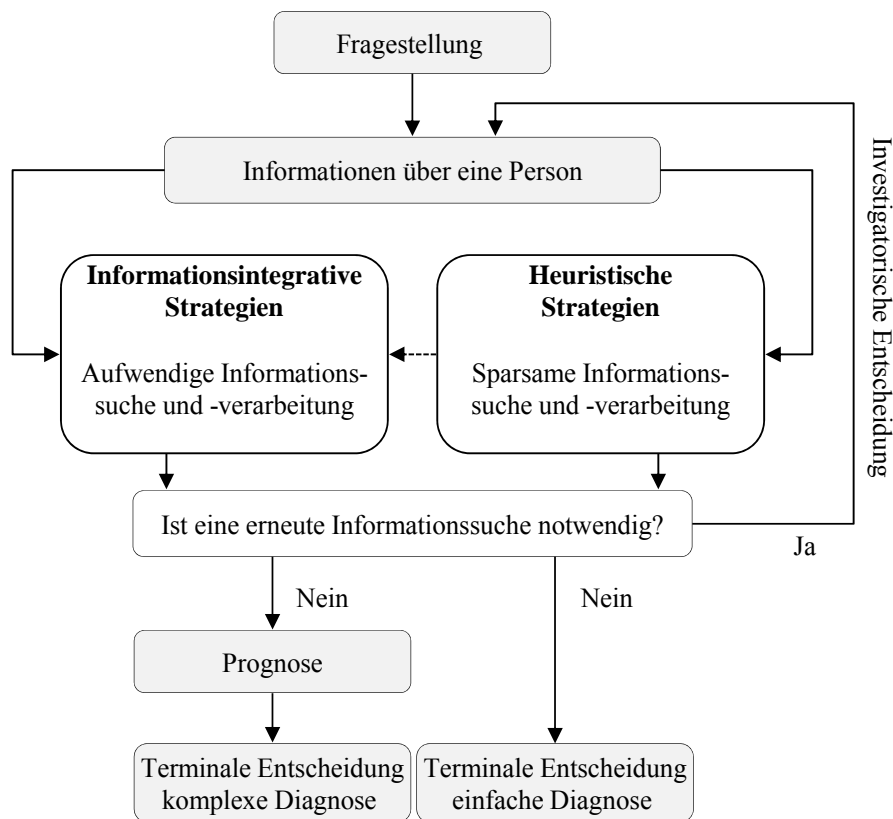 Fragestellung
Informationen über eine Person
Investigatorische Entscheidung
Informationsintegrative
Strategien
Aufwendige Informations-
suche und -verarbeitung
Heuristische
Strategien
Sparsame Informations-
suche und -verarbeitung
Ist eine erneute Informationssuche notwendig?
Ja
Nein
Nein
Prognose
Terminale Entscheidung
komplexe Diagnose
Terminale Entscheidung
einfache Diagnose